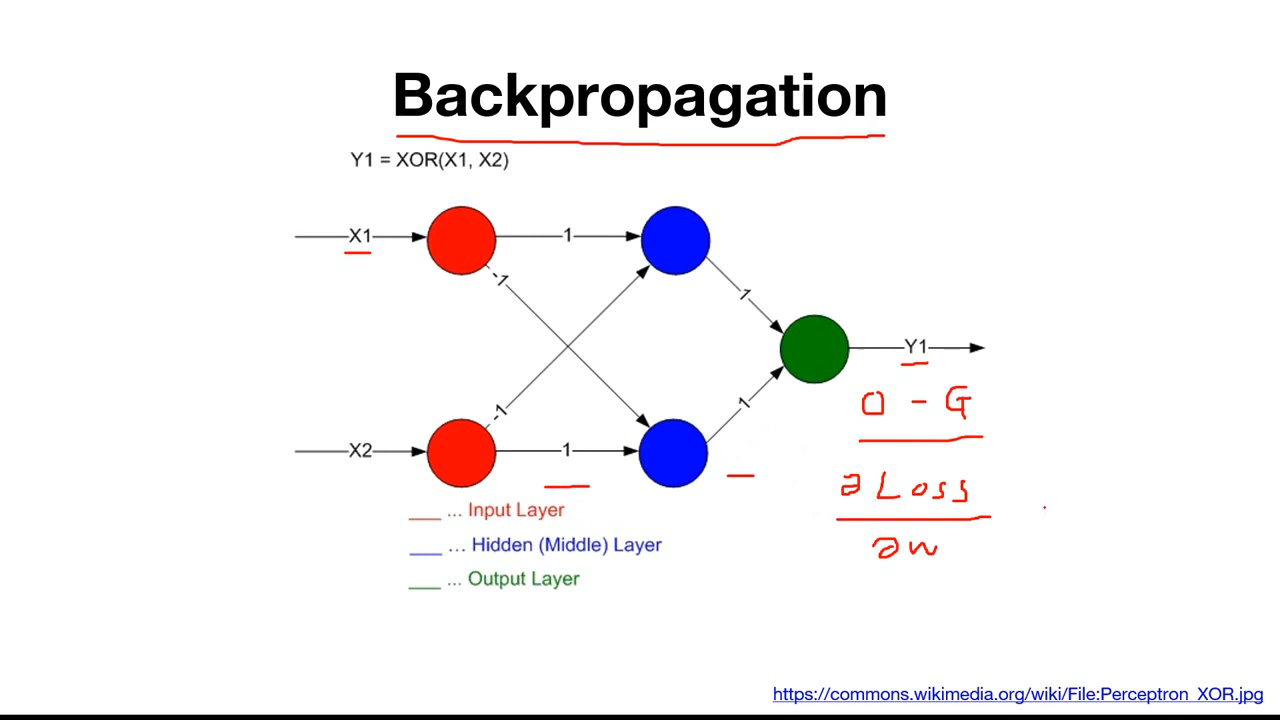 Backpropagation
Y1 = XOR(X1, X2)
X1
1
-1
1
Y1
O - G
-1
1
X2
1
∂ Loss
∂w
___ ... Input Layer
___ ... Hidden (Middle) Layer
___ ... Output Layer
https://commons.wikimedia.org/wiki/File:Perceptron_XOR.jpg